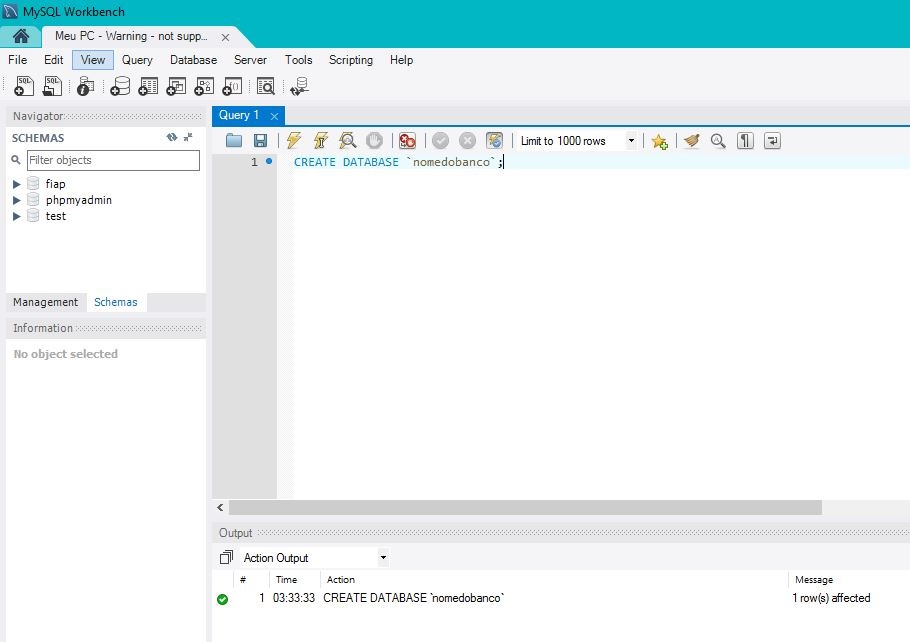 MySQL Workbench
Meu PC - Warning - not supp... ×
File Edit View Query Database Server Tools Scripting Help
Navigator
Query 1 ×
SCHEMAS
Limit to 1000 rows
Filter objects
1 CREATE DATABASE `nomedobanco`;
fiap
phpmyadmin
test
Management Schemas
Information
No object selected
Output
Action Output
# Time Action Message
1 03:33:33 CREATE DATABASE `nomedobanco` 1 row(s) affected